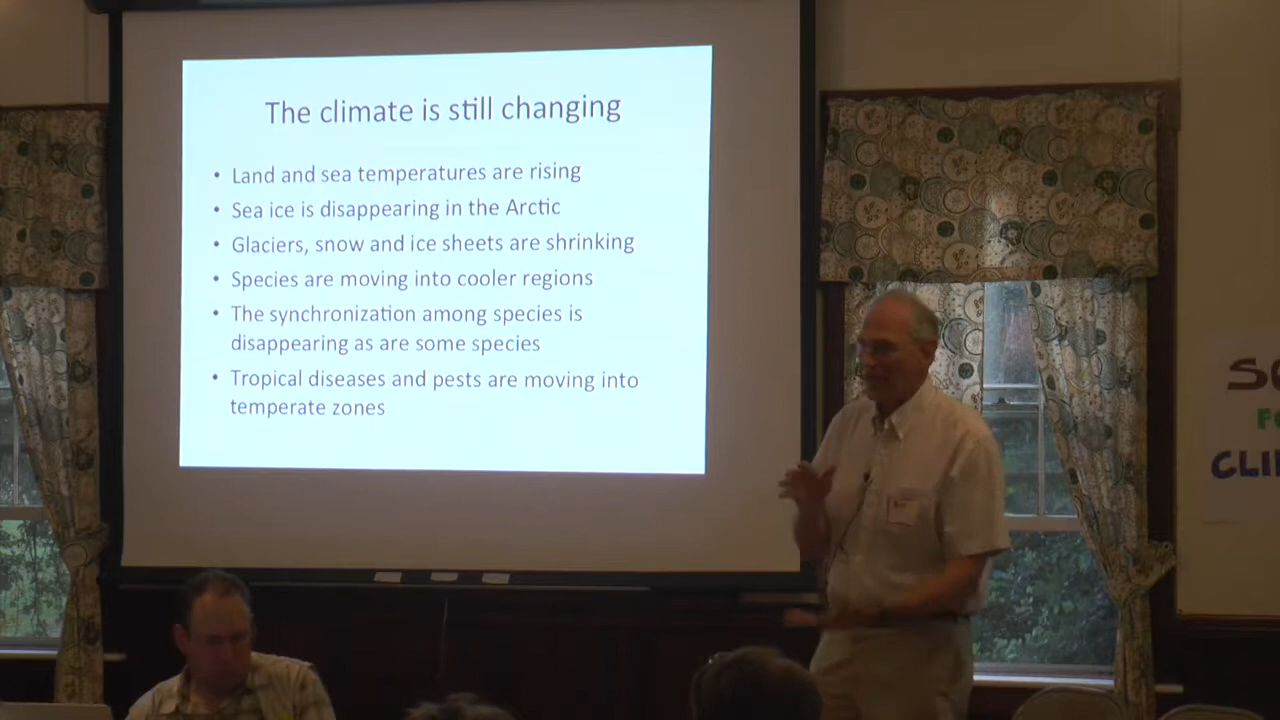 The climate is still changing
• Land and sea temperatures are rising
• Sea ice is disappearing in the Arctic
• Glaciers, snow and ice sheets are shrinking
• Species are moving into cooler regions
• The synchronization among species is
disappearing as are some species
• Tropical diseases and pests are moving into
temperate zones